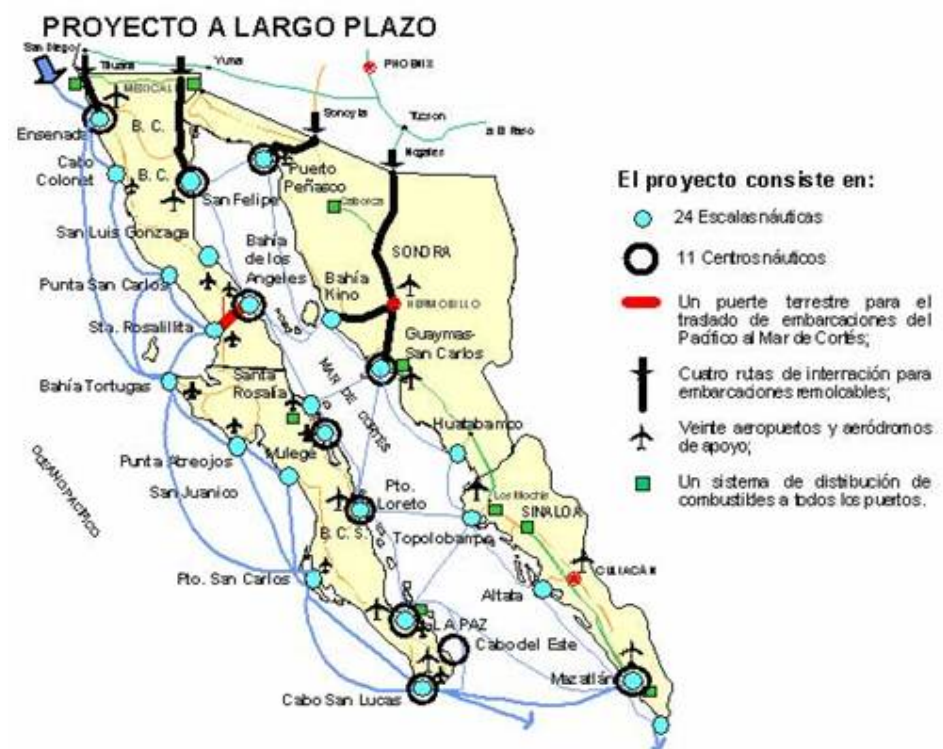 PROYECTO A LARGO PLAZO
San Diego
Tijuana
Yuma
PHOENIX
MEXICALI
Sonoyta
Tucson
a El Paso
Nogales
Ensenada
B. C.
Cabo
Colonet
B. C.
Puerto
Peñasco
San Felipe
Caborca
San Luis Gonzaga
Bahía
de los
Angeles
SONORA
Bahía
Kino
Punta San Carlos
HERMOSILLO
Sta. Rosalillita
Guaymas-
San Carlos
MAR DE CORTES
Bahía Tortugas
Santa
Rosalía
Huatabampo
Mulegé
Punta Abreojos
OCEANO PACIFICO
San Juanico
Pto.
Loreto
Los Mochis
SINALOA
B. C. S.
Topolobampo
Pto. San Carlos
CULIACÁN
Altata
LA PAZ
Cabo del Este
Mazatlán
Cabo San Lucas
El proyecto consiste en:
24 Escalas náuticas
11 Centros náuticos
Un puerte terrestre para el
traslado de embarcaciones del
Pacífico al Mar de Cortés;
Cuatro rutas de internación para
embarcaciones remolcables;
Veinte aeropuertos y aeródromos
de apoyo;
Un sistema de distribución de
combustibles a todos los puertos.